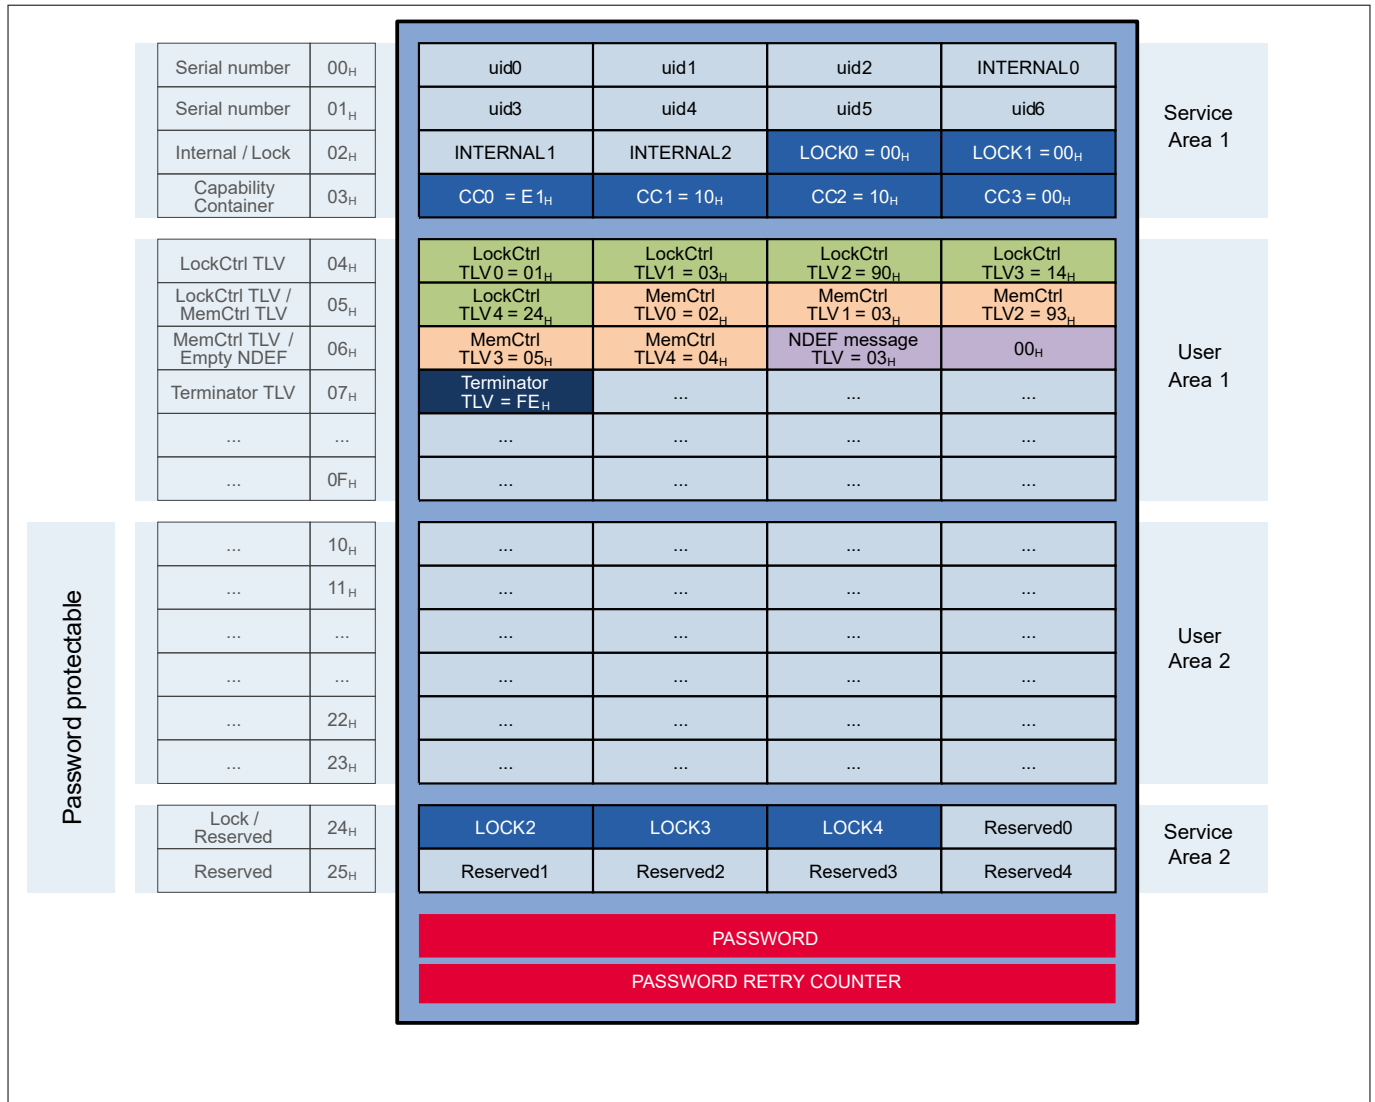 Serial number 00H uid0 uid1 uid2 INTERNAL0
Serial number 01H uid3 uid4 uid5 uid6
Service
Area 1
Internal / Lock 02H INTERNAL1 INTERNAL2 LOCK0 = 00H LOCK1 = 00H
Capability
Container 03H CC0 = E1H CC1 = 10H CC2 = 10H CC3 = 00H
LockCtrl TLV 04H
LockCtrl
TLV0 = 01H
LockCtrl
TLV1 = 03H
LockCtrl
TLV2 = 90H
LockCtrl
TLV3 = 14H
LockCtrl TLV /
MemCtrl TLV
05H
LockCtrl
TLV4 = 24H
MemCtrl
TLV0 = 02H
MemCtrl
TLV1 = 03H
MemCtrl
TLV2 = 93H
MemCtrl TLV /
Empty NDEF
06H
MemCtrl
TLV3 = 05H
MemCtrl
TLV4 = 04H
NDEF message
TLV = 03H
00H
User
Area 1
Terminator TLV 07H
Terminator
TLV = FEH
... ... ...
... ... ... ... ... ...
... 0FH ... ... ... ...
Password protectable
... 10H ... ... ... ...
... 11H ... ... ... ...
... ... ... ... ... ...
User
Area 2
... ... ... ... ... ...
... 22H ... ... ... ...
... 23H ... ... ... ...
Lock /
Reserved
24H LOCK2 LOCK3 LOCK4 Reserved0
Service
Area 2
Reserved 25H Reserved1 Reserved2 Reserved3 Reserved4
PASSWORD
PASSWORD RETRY COUNTER